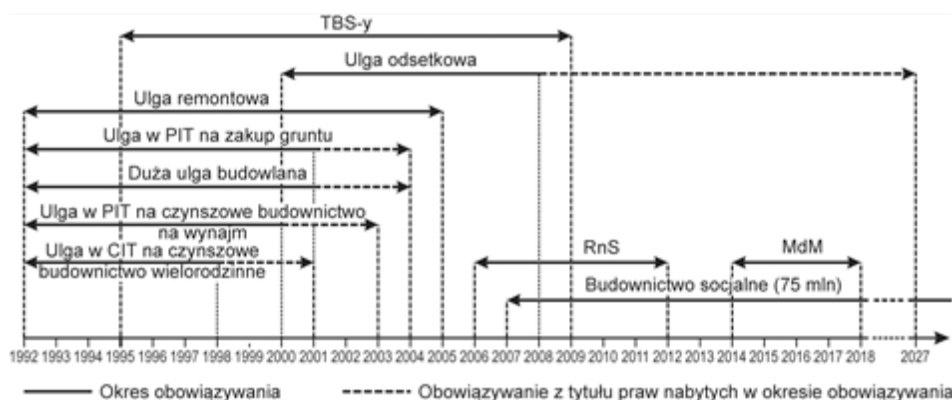 TBS-y
Ulga odsetkowa
Ulga remontowa
Ulga w PIT na zakup gruntu
Duża ulga budowlana
Ulga w PIT na czynszowe budownictwo
na wynajm
Ulga w CIT na czynszowe
budownictwo wielorodzinne
RnS
MdM
Budownictwo socjalne (75 mln)
1992 1993 1994 1995 1996 1997 1998 1999 2000 2001 2002 2003 2004 2005 2006 2007 2008 2009 2010 2011 2012 2013 2014 2015 2016 2017 2018 2027
Okres obowiązywania
Obowiązywanie z tytułu praw nabytych w okresie obowiązywania